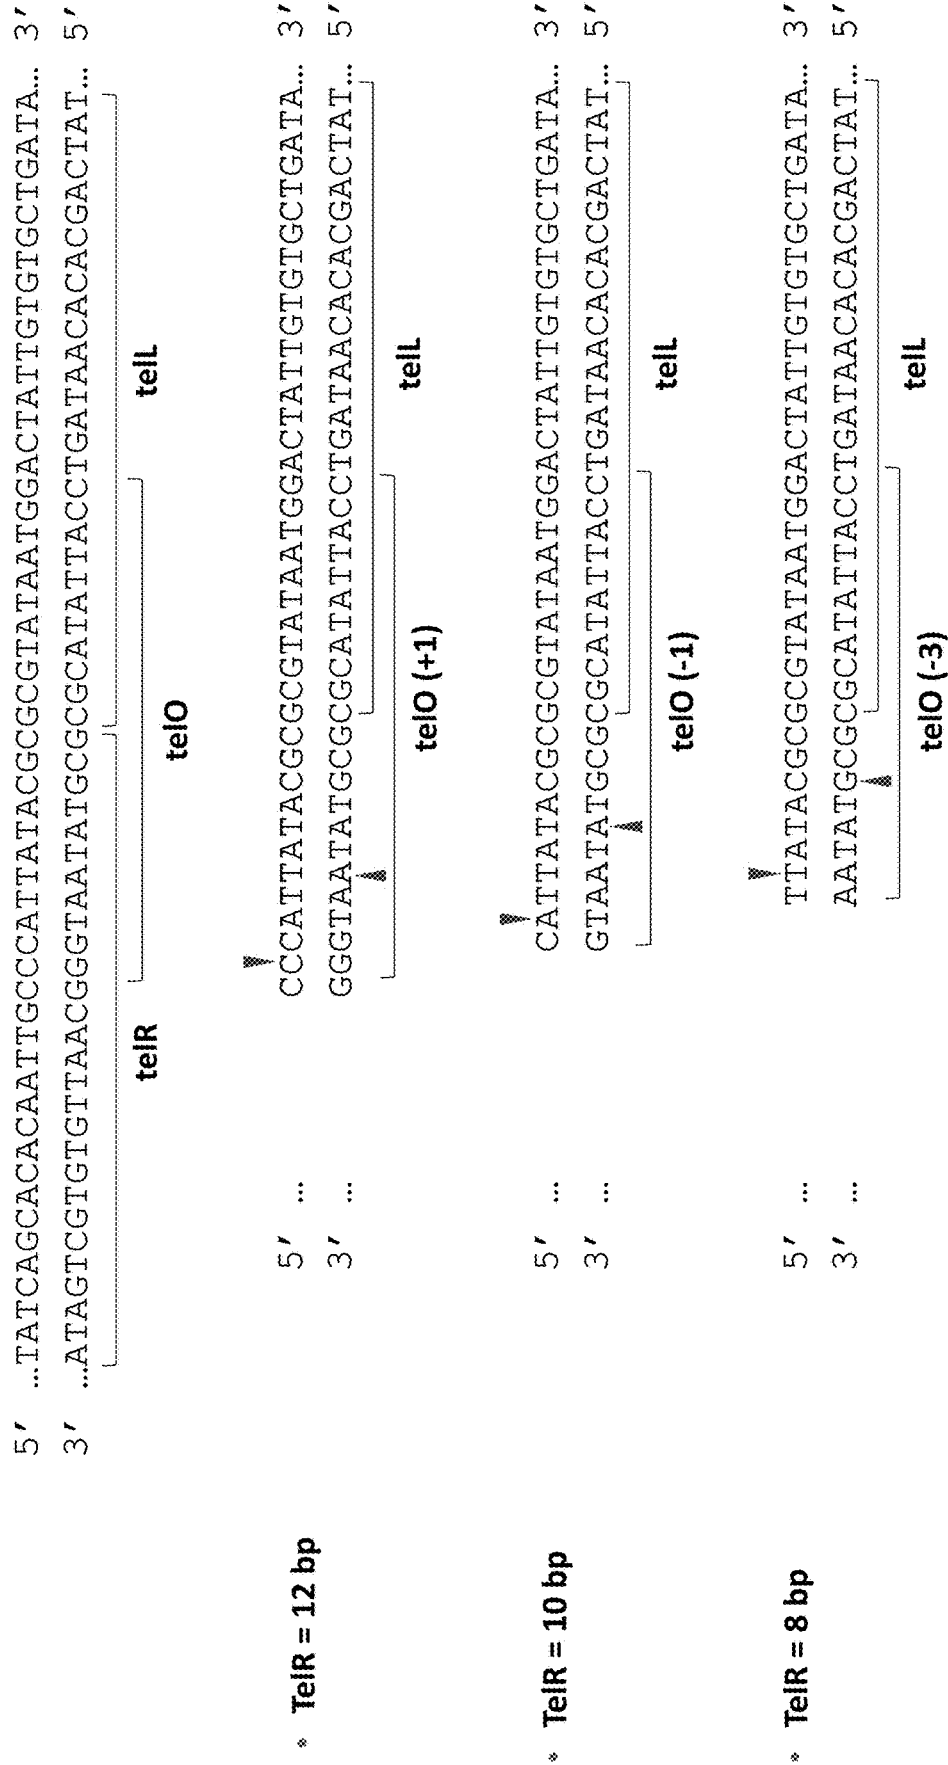 5′ ...TATCAGCACACAATTGCCCATTATACGCGCGTATAATGGACTATTGTGTGCTGATA... 3′
3′ ...ATAGTCGTGTGTTAACGGGTAATATGCGCGCATATTACCTGATAACACACGACTAT... 5′
telR telL
telO
• TelR = 12 bp 5′ ... CCCATTATACGCGCGTATAATGGACTATTGTGTGCTGATA... 3′
3′ ... GGGTAATATGCGCGCATATTACCTGATAACACACGACTAT... 5′
telL
telO (+1)
• TelR = 10 bp 5′ ... CATTATACGCGCGTATAATGGACTATTGTGTGCTGATA... 3′
3′ ... GTAATATGCGCGCATATTACCTGATAACACACGACTAT... 5′
telL
telO (-1)
• TelR = 8 bp 5′ ... TTATACGCGCGTATAATGGACTATTGTGTGCTGATA... 3′
3′ ... AATATGCGCGCATATTACCTGATAACACACGACTAT... 5′
telL
telO (-3)